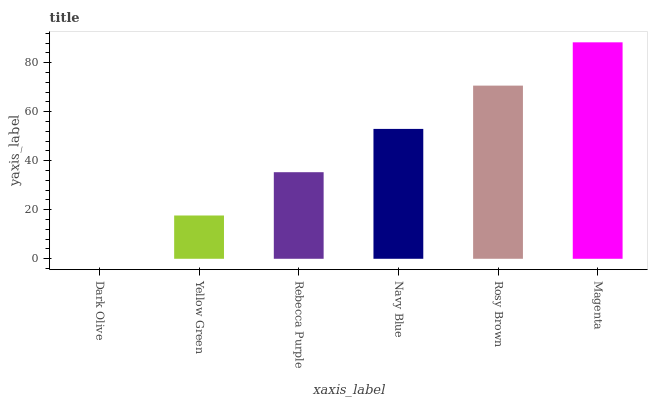 title
yaxis_label
80
60
40
20
0
Dark Olive
Yellow Green
Rebecca Purple
Navy Blue
Rosy Brown
Magenta
xaxis_label